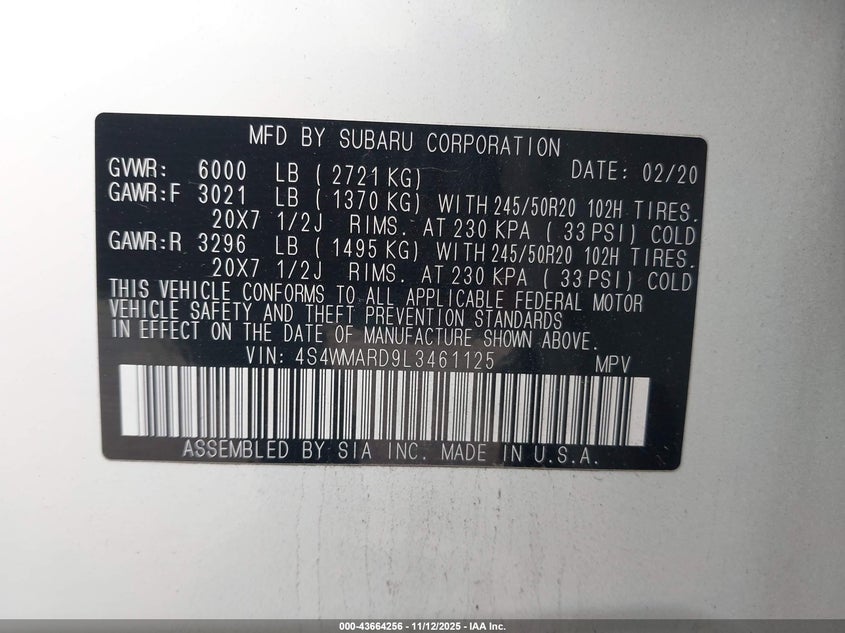 MFD BY SUBARU CORPORATION
GVWR: 6000 LB ( 2721 KG) DATE: 02/20
GAWR:F 3021 LB ( 1370 KG) WITH 245/50R20 102H TIRES.
20X7 1/2J RIMS. AT 230 KPA ( 33 PSI) COLD
GAWR:R 3296 LB ( 1495 KG) WITH 245/50R20 102H TIRES.
20X7 1/2J RIMS. AT 230 KPA ( 33 PSI) COLD
THIS VEHICLE CONFORMS TO ALL APPLICABLE FEDERAL MOTOR
VEHICLE SAFETY AND THEFT PREVENTION STANDARDS
IN EFFECT ON THE DATE OF MANUFACTURE SHOWN ABOVE.
VIN: 4S4WMARD9L3461125 MPV
ASSEMBLED BY SIA INC. MADE IN U.S.A.
000-43664256 - 11/12/2025 - IAA Inc.